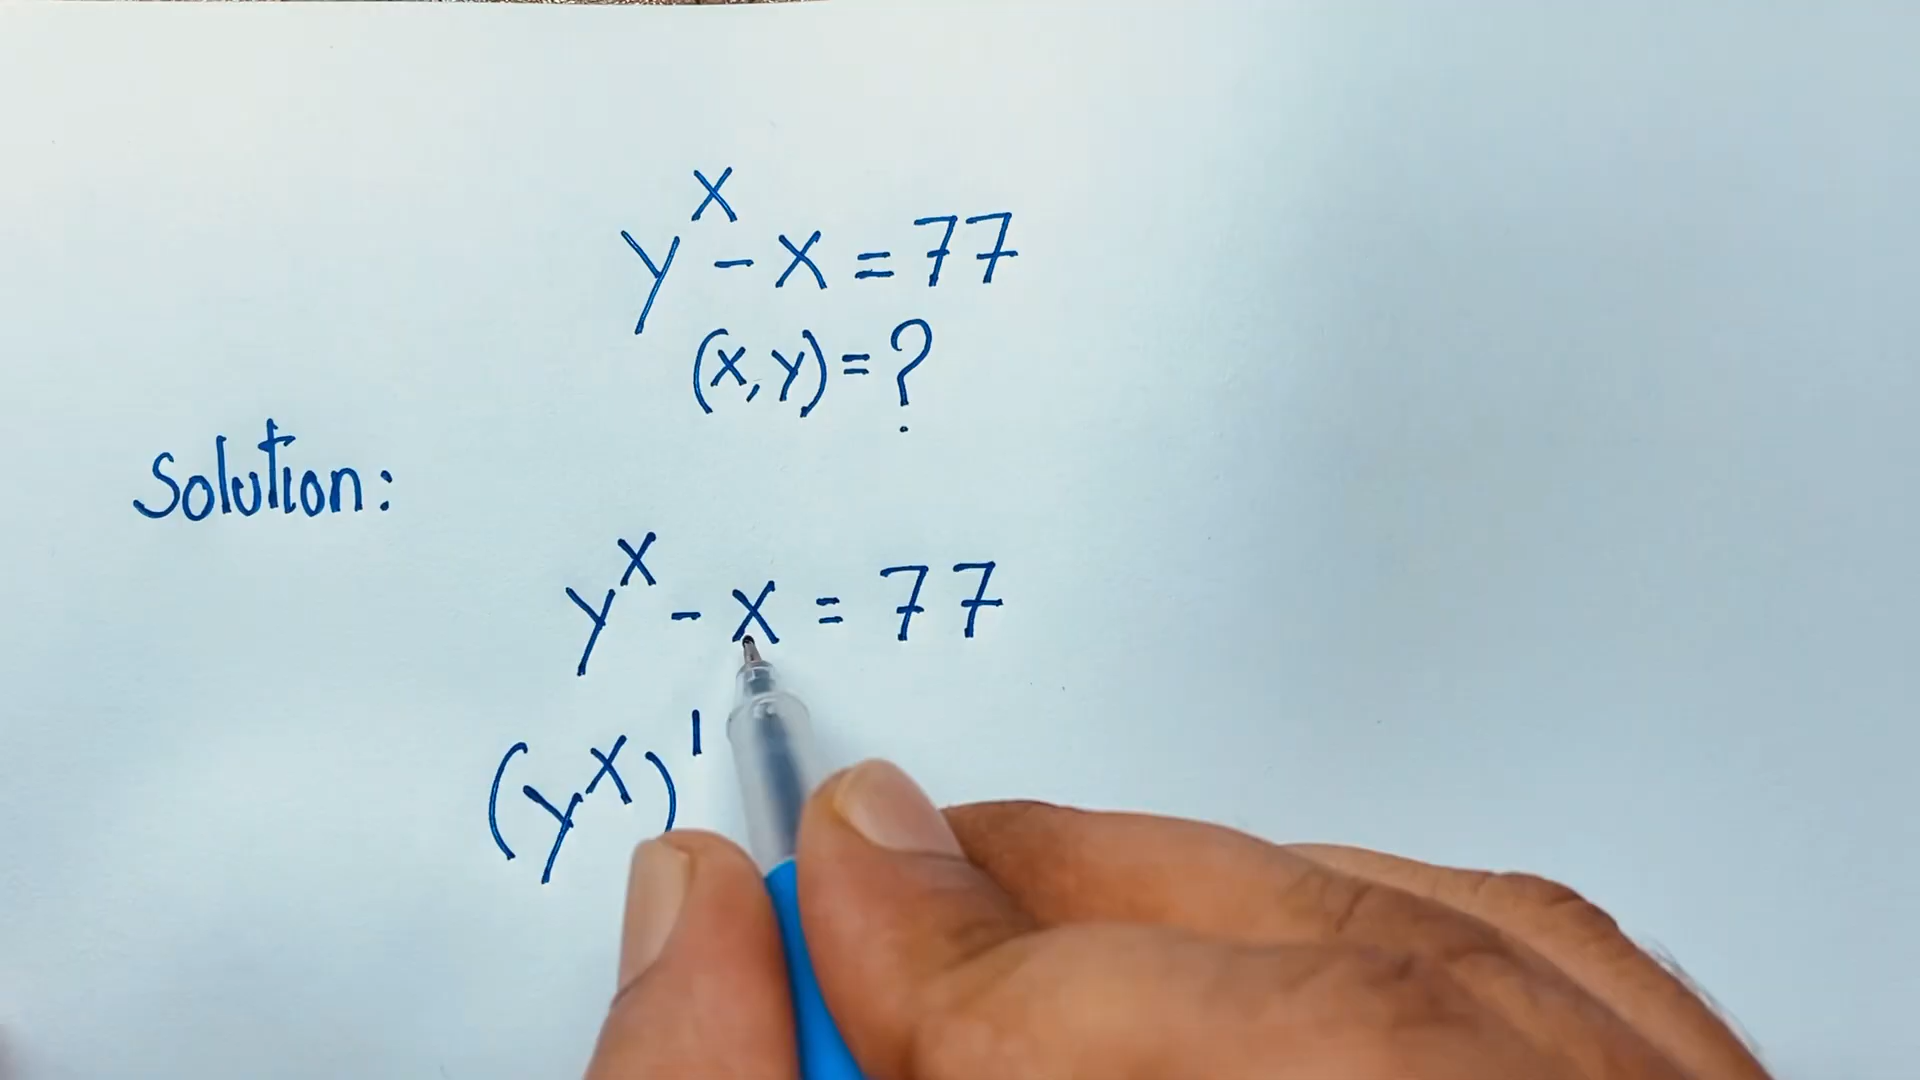 y^x - x = 77
(x, y) = ?
Solution:
y^x - x = 77
(y^x)^1